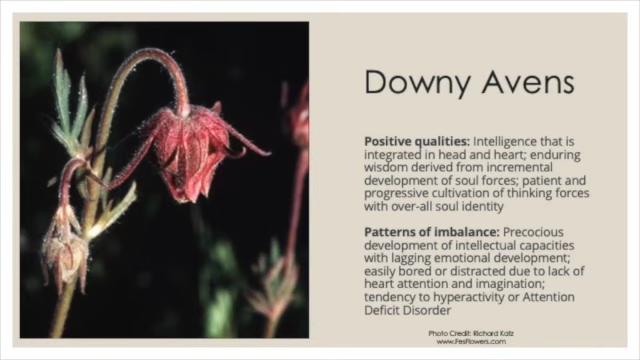 Downy Avens
Positive qualities: Intelligence that is
integrated in head and heart; enduring
wisdom derived from incremental
development of soul forces; patient and
progressive cultivation of thinking forces
with over-all soul identity
Patterns of imbalance: Precocious
development of intellectual capacities
with lagging emotional development;
easily bored or distracted due to lack of
heart attention and imagination;
tendency to hyperactivity or Attention
Deficit Disorder
Photo Credit: Richard Katz
www.FesFlowers.com